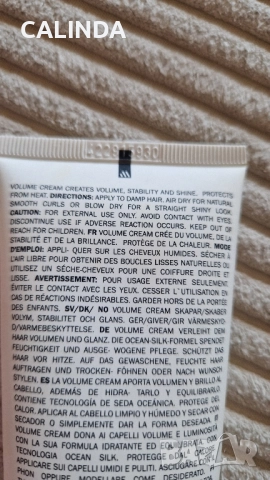 CALINDA
VOLUME CREAM CREATES VOLUME, STABILITY AND SHINE. PROTECTS
FROM HEAT. DIRECTIONS: APPLY TO DAMP HAIR, AIR DRY FOR NATURAL
SMOOTH CURLS OR BLOW DRY FOR A STRAIGHT SHINY LOOK.
CAUTION: FOR EXTERNAL USE ONLY. AVOID CONTACT WITH EYES.
DISCONTINUE USE IF ADVERSE REACTION OCCURS. KEEP OUT OF
REACH FOR CHILDREN. FR VOLUME CREAM CRÉE DU VOLUME, DE LA
STABILITÉ ET DE LA BRILLANCE. PROTÈGE DE LA CHALEUR. MODE
D'EMPLOI: APPLI- QUER SUR LES CHEVEUX HUMIDES, SÉCHER À
L'AIR LIBRE POUR OBTENIR DES BOUCLES LISSES NATURELLES OU
UTILISEZ UN SÈCHE-CHEVEUX POUR UNE COIFFURE DROITE ET
LISSE. AVERTISSEMENT: POUR USAGE EXTERNE SEULEMENT
ÉVITER LE CONTACT AVEC LES YEUX. CESSER L'UTILISATION EN
CAS DE RÉACTIONS INDÉSIRABLES. GARDER HORS DE LA PORTÉE
DES ENFANTS. SV/DK/ NO VOLUME CREAM SKAPAR/SKABER
VOLYM, STABILITET OCH GLANS. GER/GIVER/GIR VÄRMESKYDD
D/VARMEBESKYTTELSE. DE VOLUME CREAM VERLEIHT DEM
HAAR VOLUMEN UND GLANZ. DIE OCEAN-SILK-FORMEL SPENDET
FEUCHTIGKEIT UND AUSGE- WOGENE PFLEGE. SCHÜTZT DAS
HAAR VOR HITZE. AUF DAS GEWASCHENE, FEUCHTE HAAR
AUFTRAGEN UND TROCKEN- FÖHNEN ODER NACH WUNSCH
STYLEN. ES LA VOLUME CREAM APORTA VOLUMEN Y BRILLO AL
CABELLO, ADEMÁS DE HIDRA- TARLO Y EQUILIBRARLO
CONTIENE TECNOLOGÍA DE SEDA OCEÁNICA. PROTEGE DEL
CALOR. APLICAR AL CABELLO LIMPIO Y HÚMEDO Y SECAR CON
SECADOR O SIMPLEMENTE DAR LA FORMA DESEADA. IT
VOLUME CREAM DONA AI CAPELLI VOLUME E LUMINOSITÀ
CON LA SUA FORMULA IDRATANTE ED EQUILIBRATA CON
TECNOLOGIA OCEAN SILK. PROTEGGE DAL CALORE.
APPLICARE SUI CAPELLI UMIDI E PULITI. ASCIUGARE CON IL
PHON OPPURE MODELLARE COME DESIDERATO.